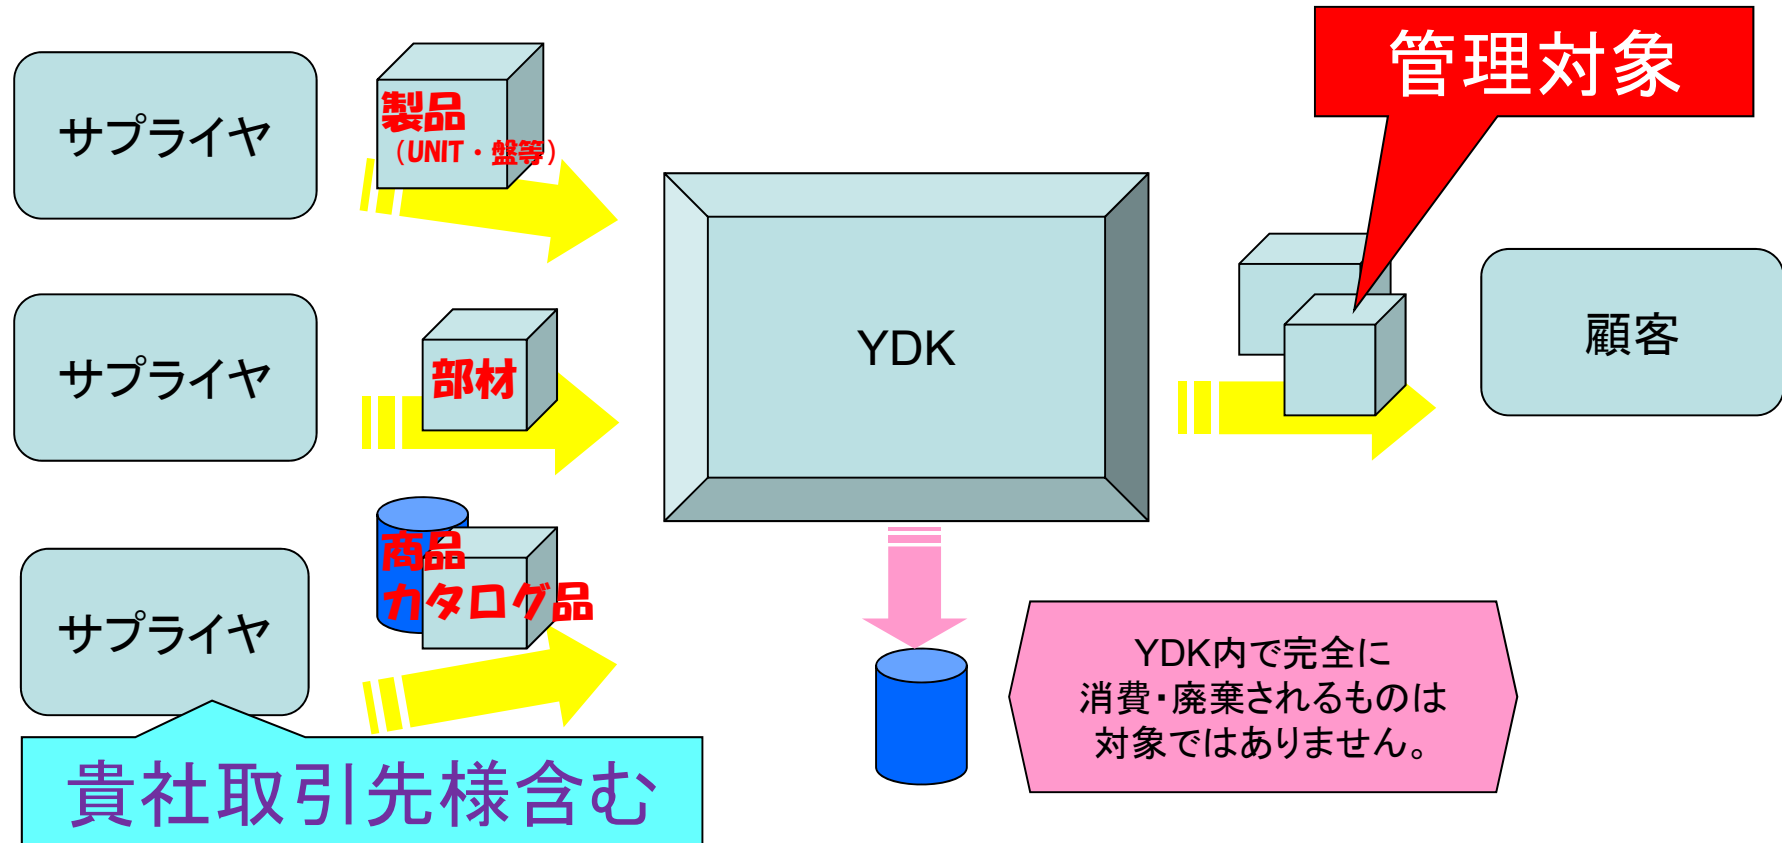 管理対象
サプライヤ
製品
（UNIT・盤等）
サプライヤ
部材
YDK
顧客
商品
カタログ品
サプライヤ
YDK内で完全に
消費・廃棄されるものは
対象ではありません。
貴社取引先様含む